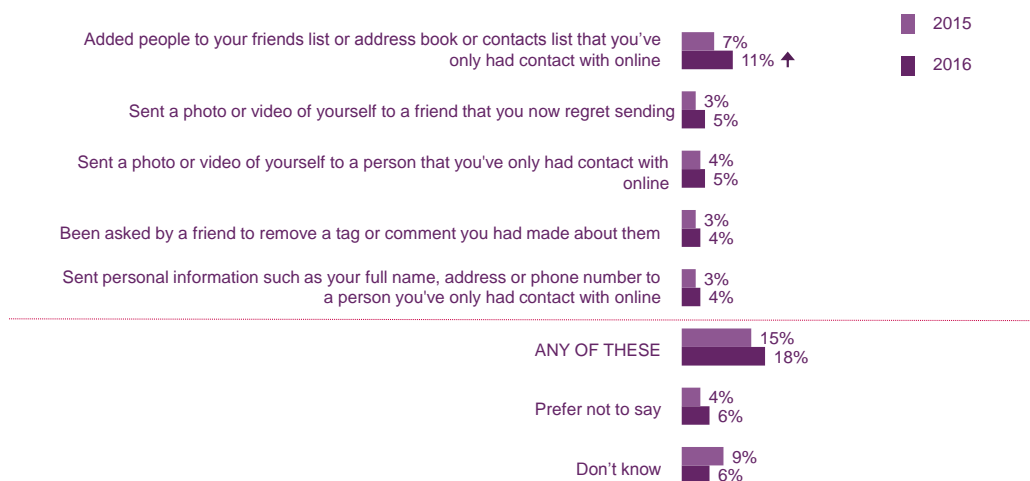 Added people to your friends list or address book or contacts list that you’ve
only had contact with online
7%
11%
2015
2016
Sent a photo or video of yourself to a friend that you now regret sending
3%
5%
Sent a photo or video of yourself to a person that you've only had contact with
online
4%
5%
Been asked by a friend to remove a tag or comment you had made about them
3%
4%
Sent personal information such as your full name, address or phone number to
a person you've only had contact with online
3%
4%
ANY OF THESE
15%
18%
Prefer not to say
4%
6%
Don’t know
9%
6%